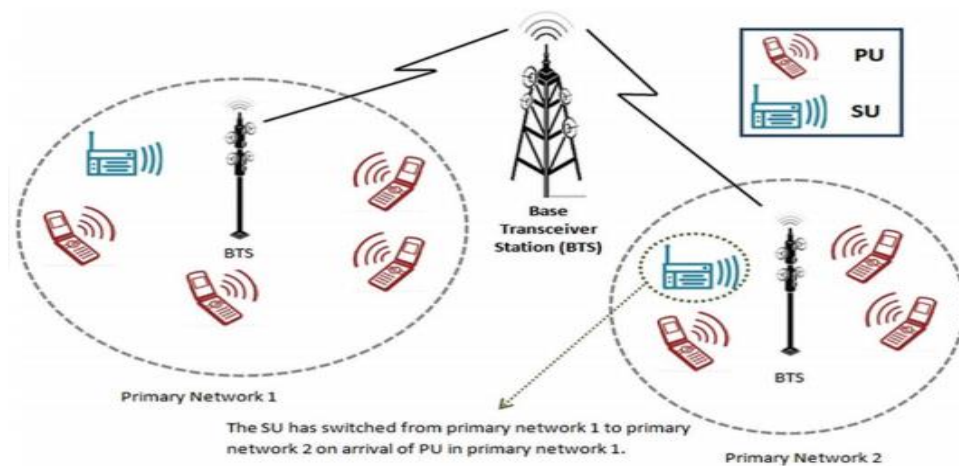 PU
SU
Base
Transceiver
Station (BTS)
BTS
BTS
Primary Network 1
The SU has switched from primary network 1 to primary
network 2 on arrival of PU in primary network 1.
Primary Network 2